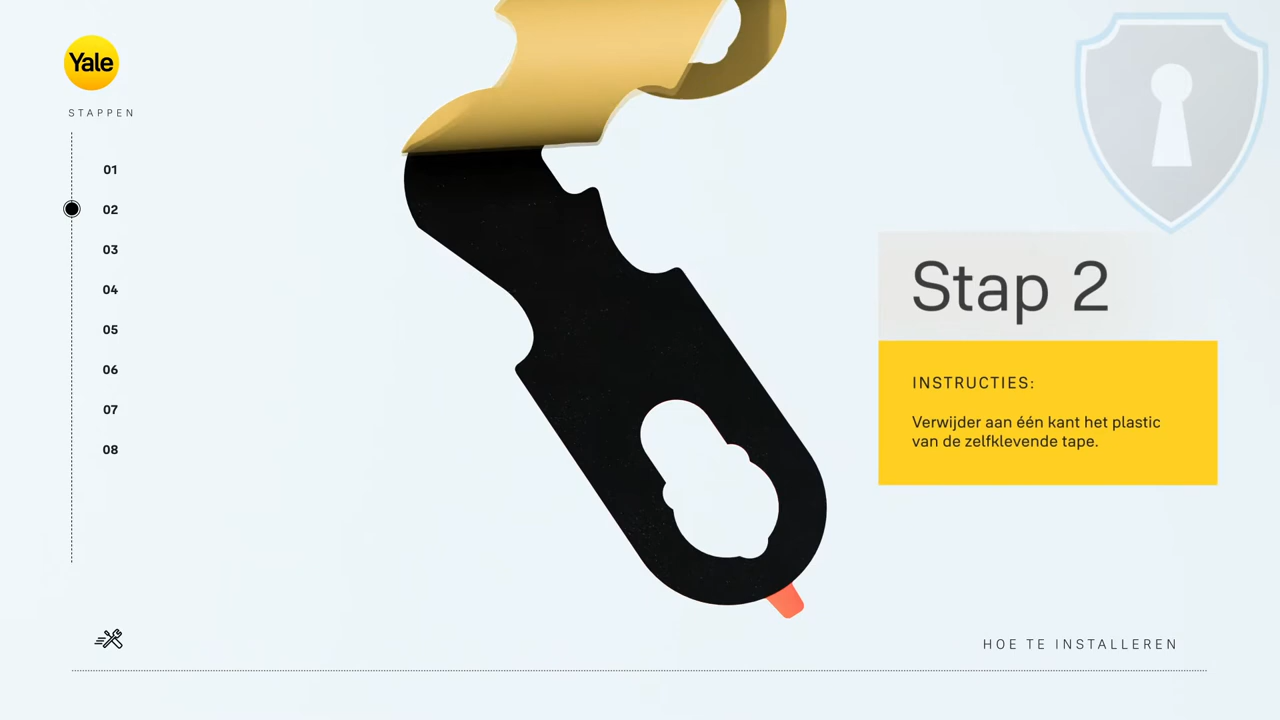 Yale
STAPPEN
01
02
03
04
05
06
07
08
Stap 2
INSTRUCTIES:
Verwijder aan één kant het plastic
van de zelfklevende tape.
HOE TE INSTALLEREN